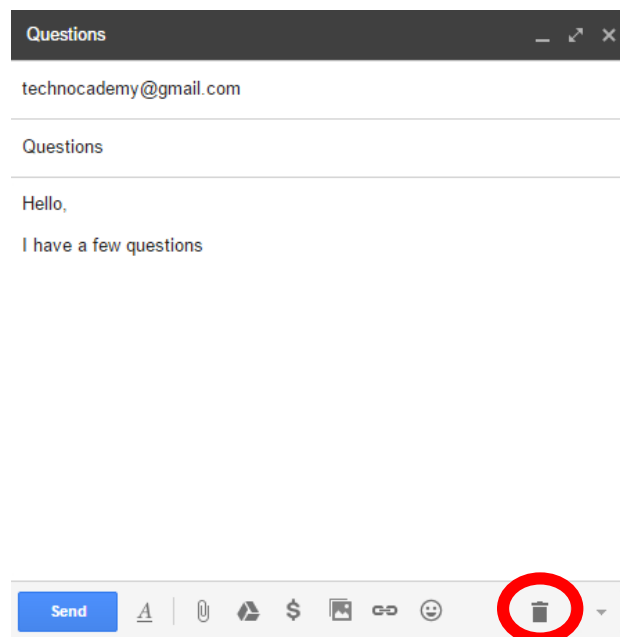 Questions
technocademy@gmail.com
Questions
Hello,
I have a few questions
Send A $